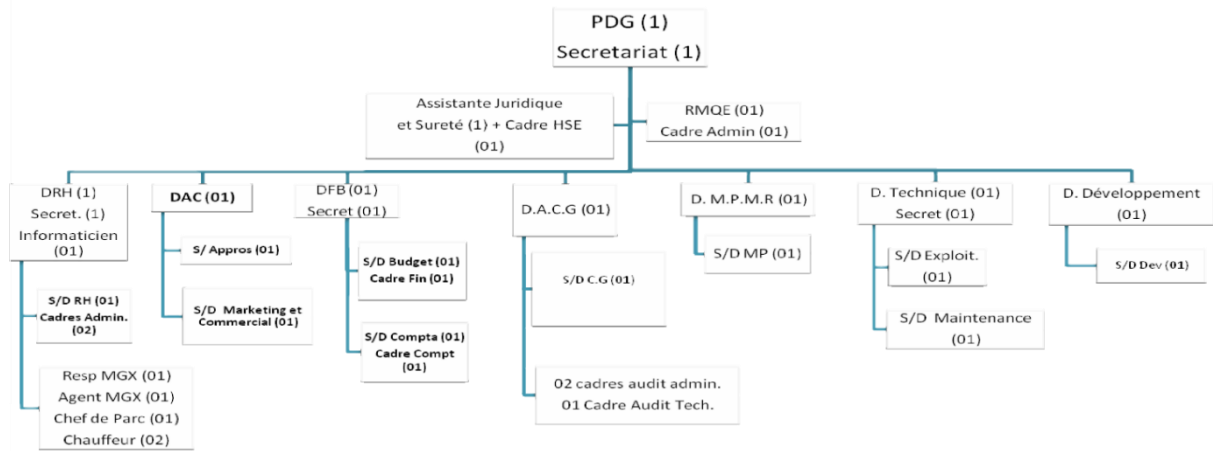 PDG (1)
Secretariat (1)
Assistante Juridique
et Sureté (1) + Cadre HSE
(01)
RMQE (01)
Cadre Admin (01)
DRH (1)
Secret. (1)
Informaticien
(01)
S/D RH (01)
Cadres Admin.
(02)
Resp MGX (01)
Agent MGX (01)
Chef de Parc (01)
Chauffeur (02)
DAC (01)
S/ Appros (01)
S/D Marketing et
Commercial (01)
DFB (01)
Secret (01)
S/D Budget (01)
Cadre Fin (01)
S/D Compta (01)
Cadre Compt
(01)
D.A.C.G (01)
S/D C.G (01)
02 cadres audit admin.
01 Cadre Audit Tech.
D. M.P.M.R (01)
S/D MP (01)
D. Technique (01)
Secret (01)
S/D Exploit.
(01)
S/D Maintenance
(01)
D. Développement
(01)
S/D Dev (01)